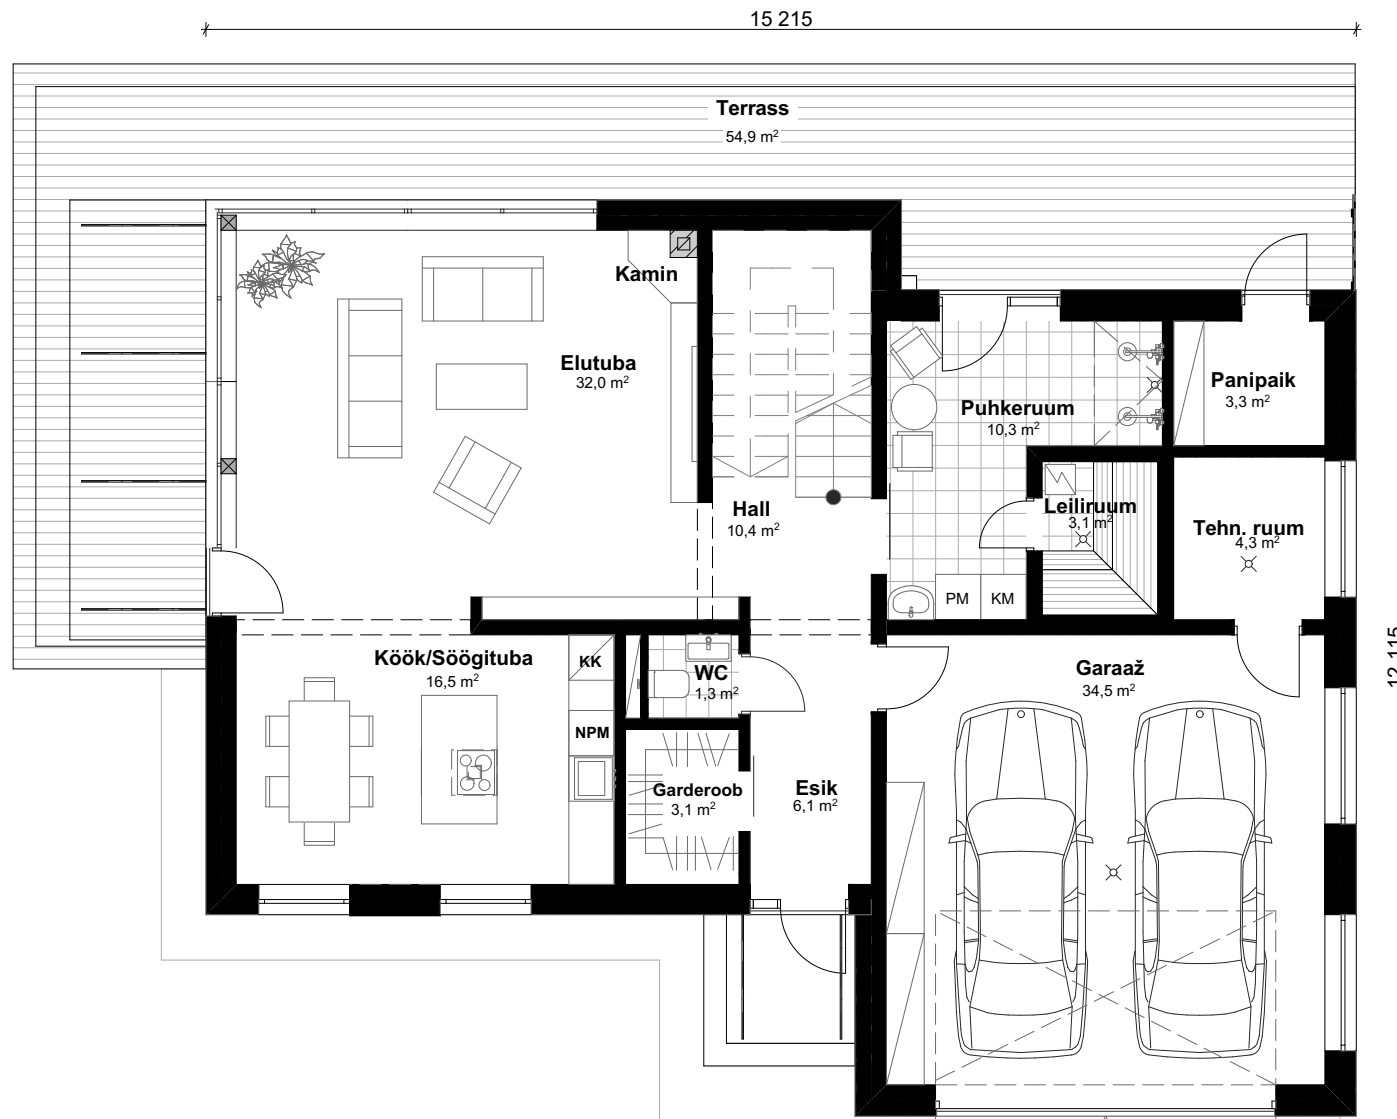 15 215
Terrass
54,9 m²
Kamin
Elutuba
32,0 m²
Panipaik
3,3 m²
Puhkeruum
10,3 m²
Hall
10,4 m²
Leiliruum
3,1 m²
Tehn. ruum
4,3 m²
PM
KM
Köök/Söögituba
16,5 m²
KK
WC
1,3 m²
Garaaž
34,5 m²
12 115
NPM
Garderoob
3,1 m²
Esik
6,1 m²